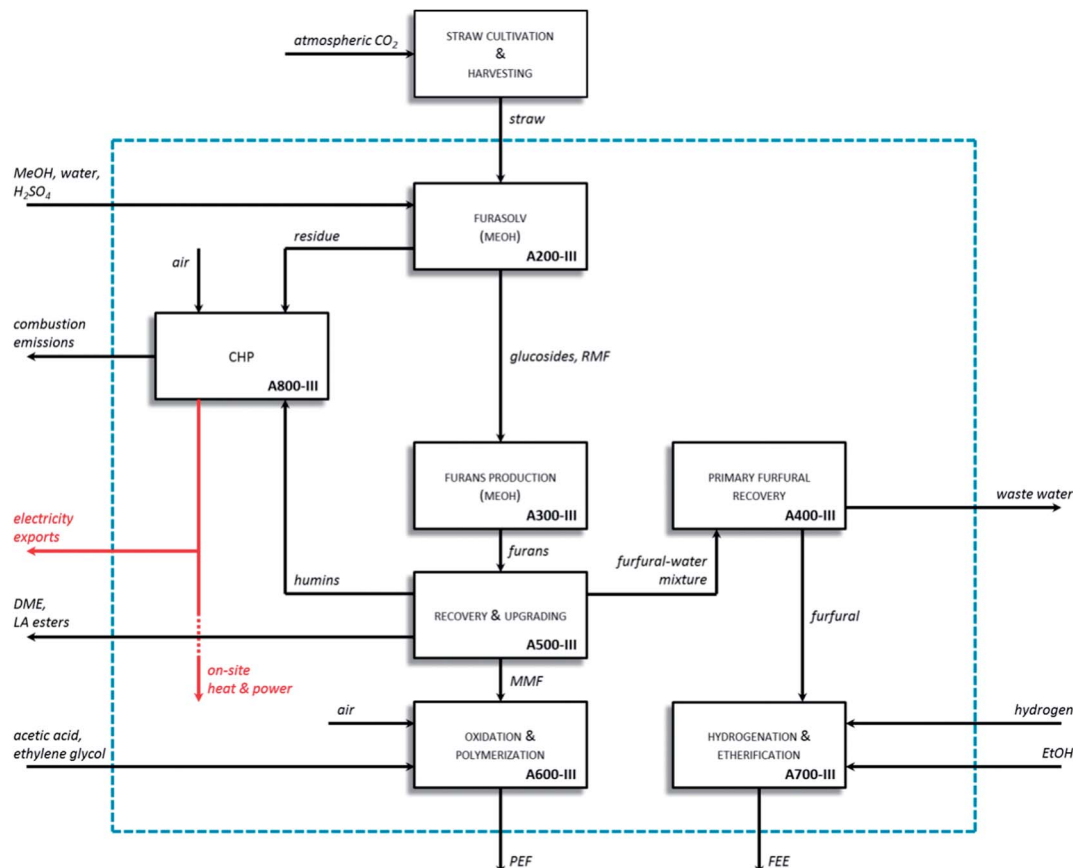 atmospheric CO₂
STRAW CULTIVATION
&
HARVESTING
straw
MeOH, water,
H₂SO₄
FURASOLV
(MEOH)
A200-III
residue
air
combustion
emissions
CHP
A800-III
glucosides, RMF
FURANS PRODUCTION
(MEOH)
A300-III
PRIMARY FURFURAL
RECOVERY
A400-III
waste water
electricity
exports
furans
furfural-water
mixture
humins
DME,
LA esters
RECOVERY & UPGRADING
A500-III
furfural
on-site
heat & power
MMF
air
acetic acid,
ethylene glycol
OXIDATION &
POLYMERIZATION
A600-III
HYDROGENATION &
ETHERIFICATION
A700-III
hydrogen
EtOH
PEF
FEE